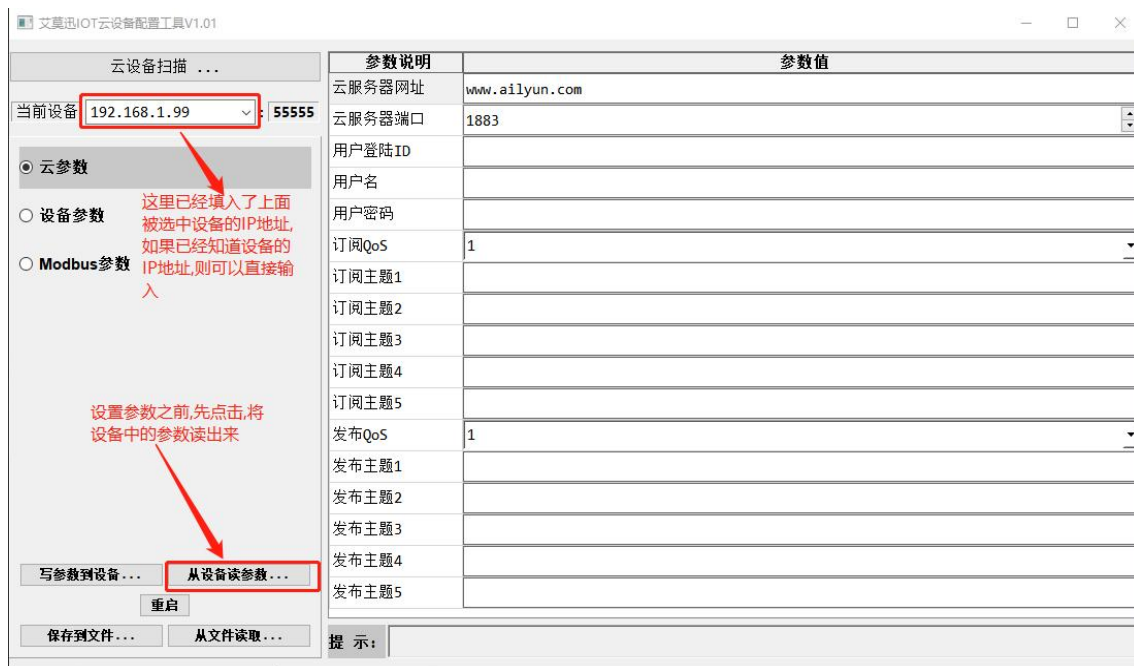 艾莫迅IOT云设备配置工具V1.01
云设备扫描 ...
当前设备 192.168.1.99 : 55555
云参数
设备参数
Modbus参数
这里已经填入了上面
被选中设备的IP地址,
如果已经知道设备的
IP地址,则可以直接输
入
设置参数之前,先点击,将
设备中的参数读出来
写参数到设备... 从设备读参数...
重启
保存到文件... 从文件读取...
参数说明 参数值
云服务器网址 www.ailyun.com
云服务器端口 1883
用户登陆ID
用户名
用户密码
订阅QoS 1
订阅主题1
订阅主题2
订阅主题3
订阅主题4
订阅主题5
发布QoS 1
发布主题1
发布主题2
发布主题3
发布主题4
发布主题5
提 示: